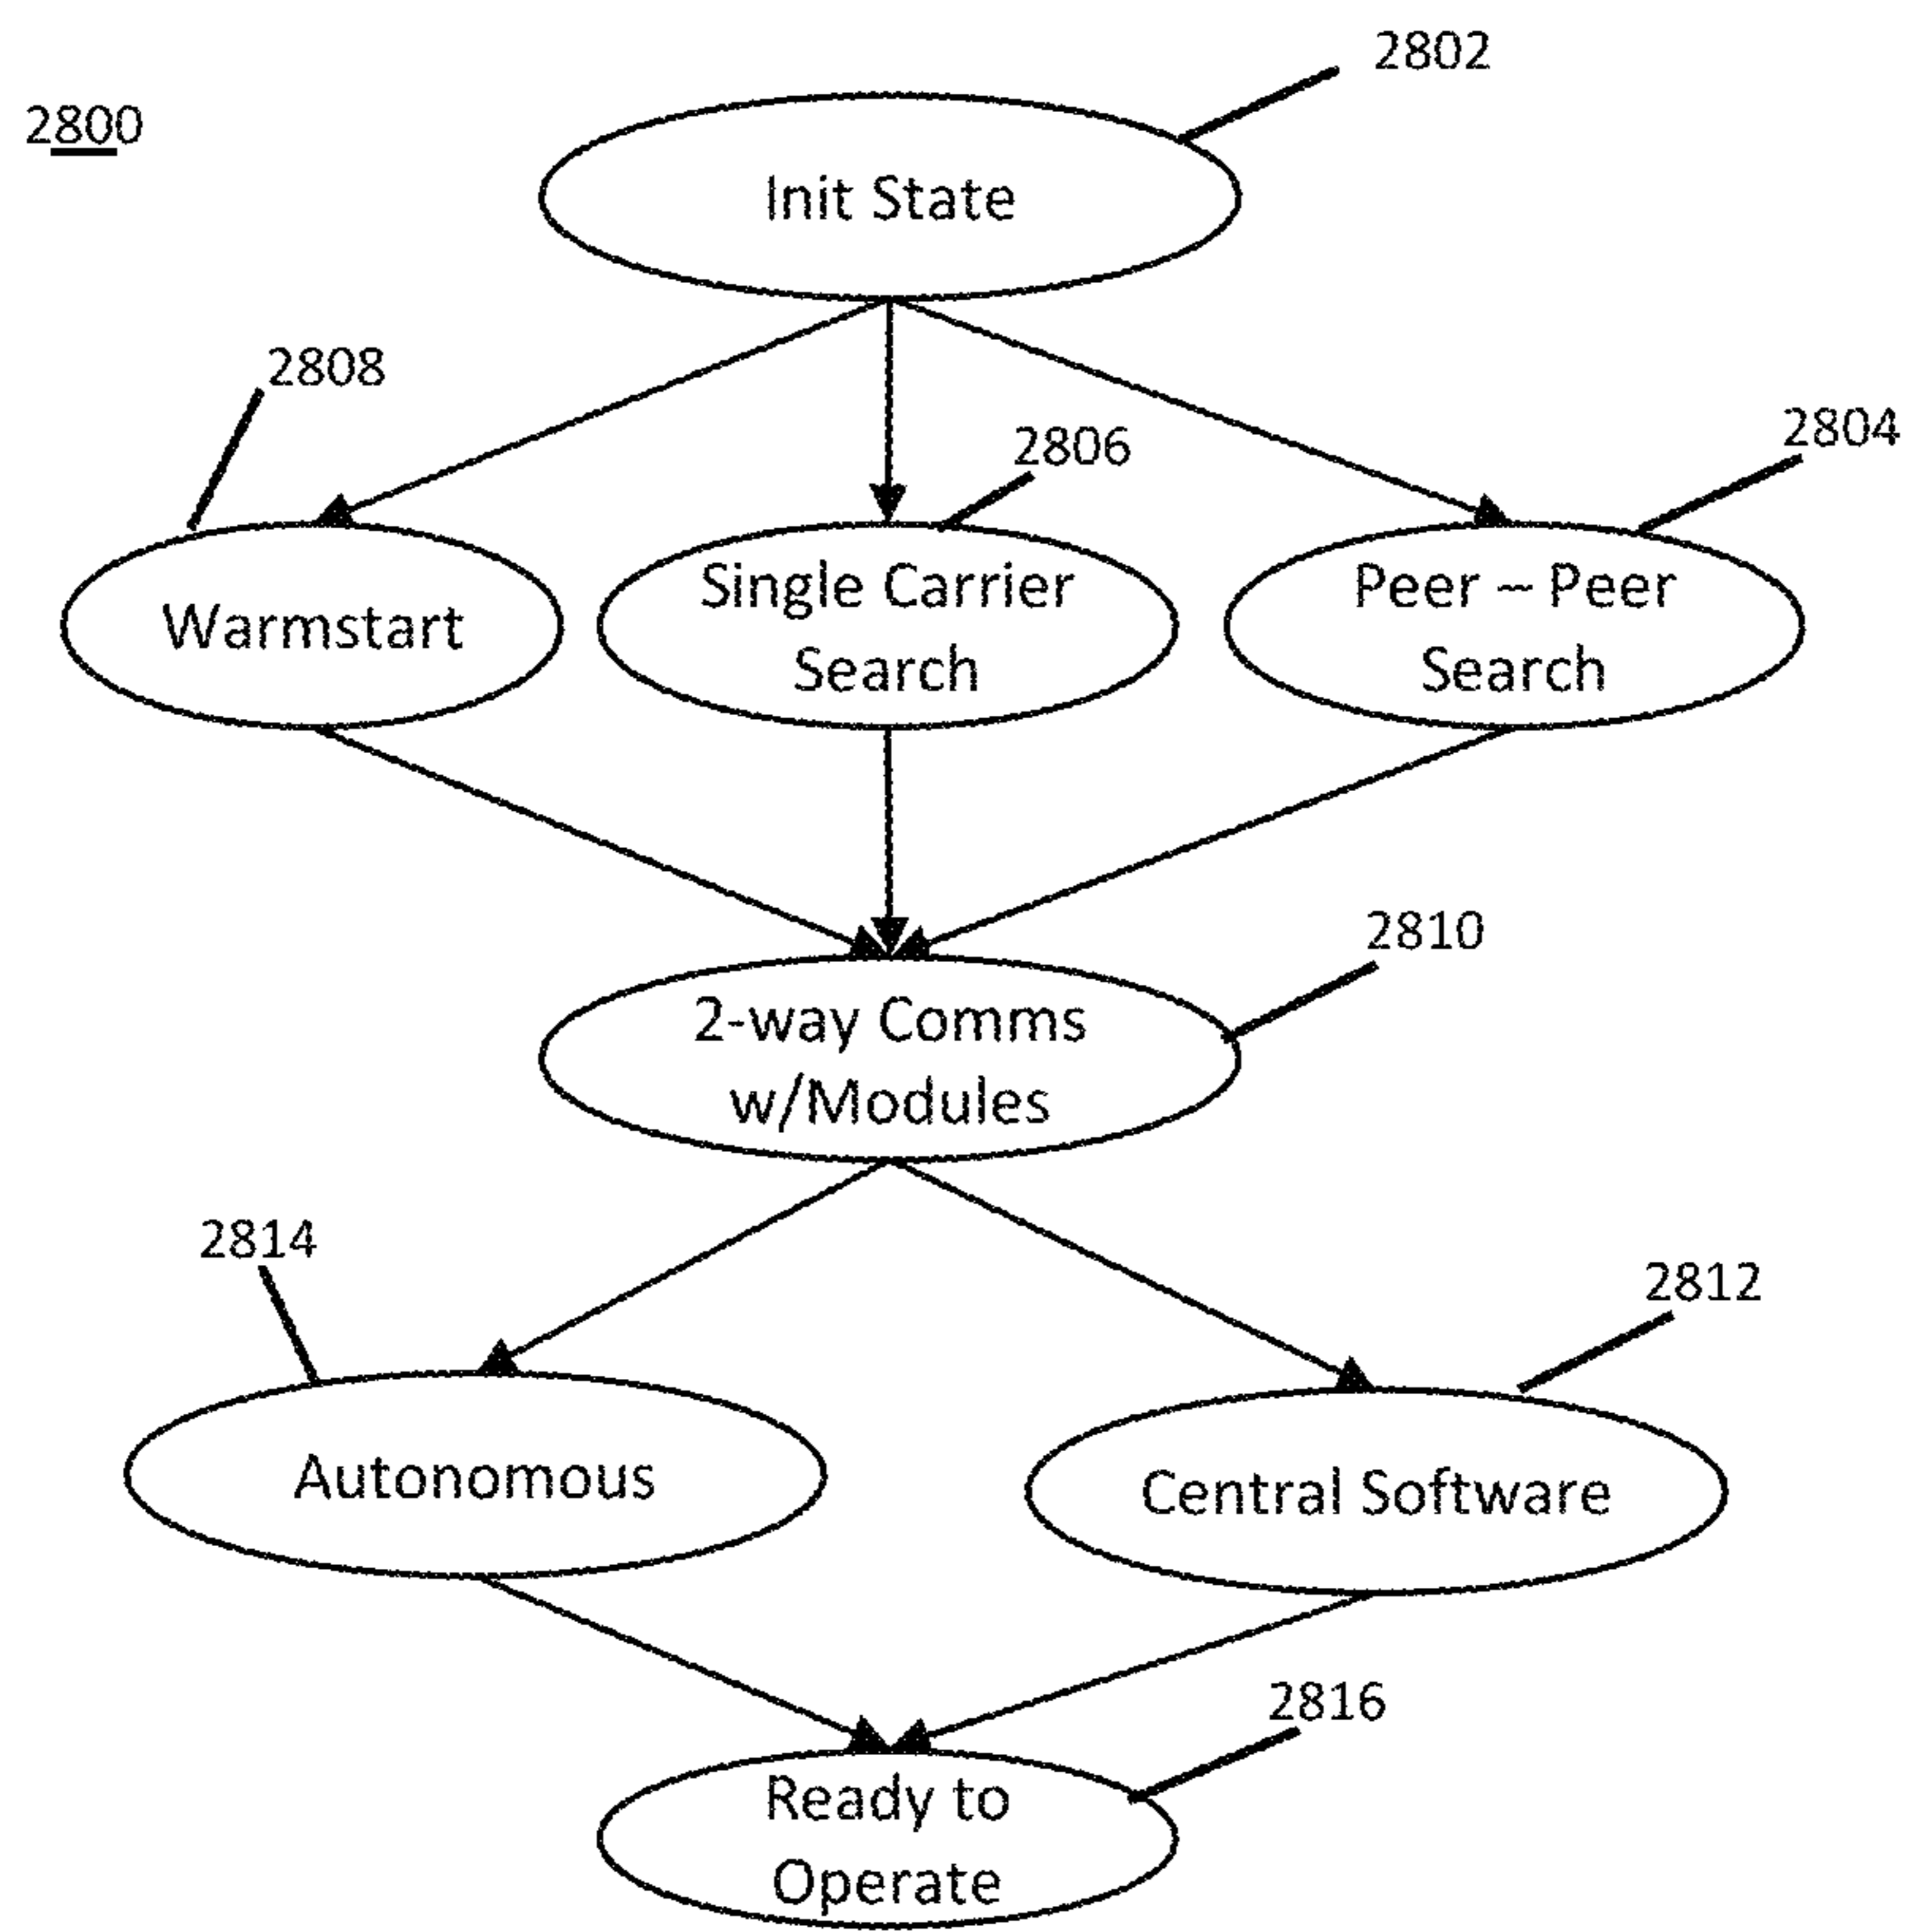 2802
2800
Init State
2808
2806
2804
Warmstart
Single Carrier
Search
Peer – Peer
Search
2810
2-way Comms
w/Modules
2814
2812
Autonomous
Central Software
2816
Ready to
Operate